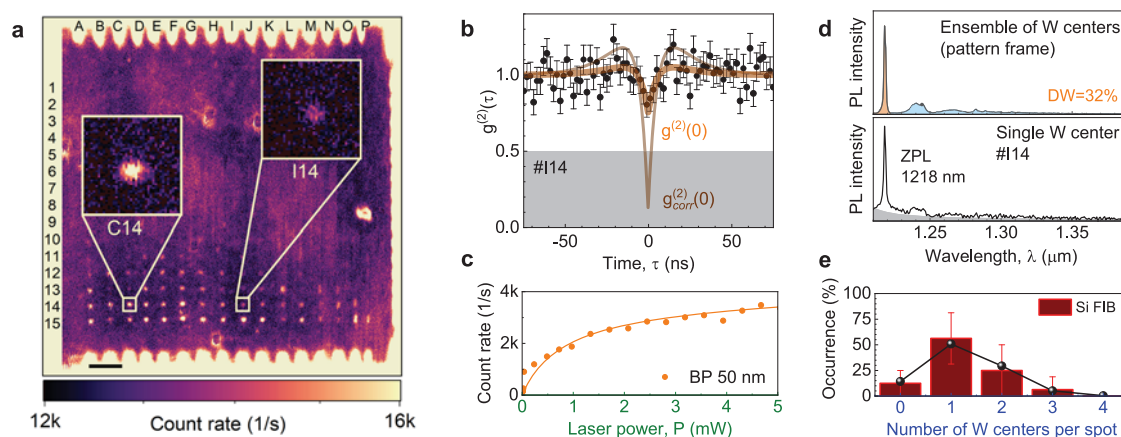 a
A B C D E F G H I J K L M N O P
1
2
3
4
5
6
7
8
9
10
11
12
13
14
15
C14
I14
12k
16k
Count rate (1/s)
b
g(2)(τ)
1.0
0.5
0.0
g(2)(0)
#I14
g(2)corr(0)
-50
0
50
Time, τ (ns)
c
Count rate (1/s)
4k
2k
0
BP 50 nm
0
1
2
3
4
5
Laser power, P (mW)
d
PL intensity
Ensemble of W centers
(pattern frame)
DW=32%
PL intensity
Single W center
#I14
ZPL
1218 nm
1.25
1.30
1.35
Wavelength, λ (μm)
e
Occurrence (%)
100
75
50
25
0
Si FIB
0
1
2
3
4
Number of W centers per spot